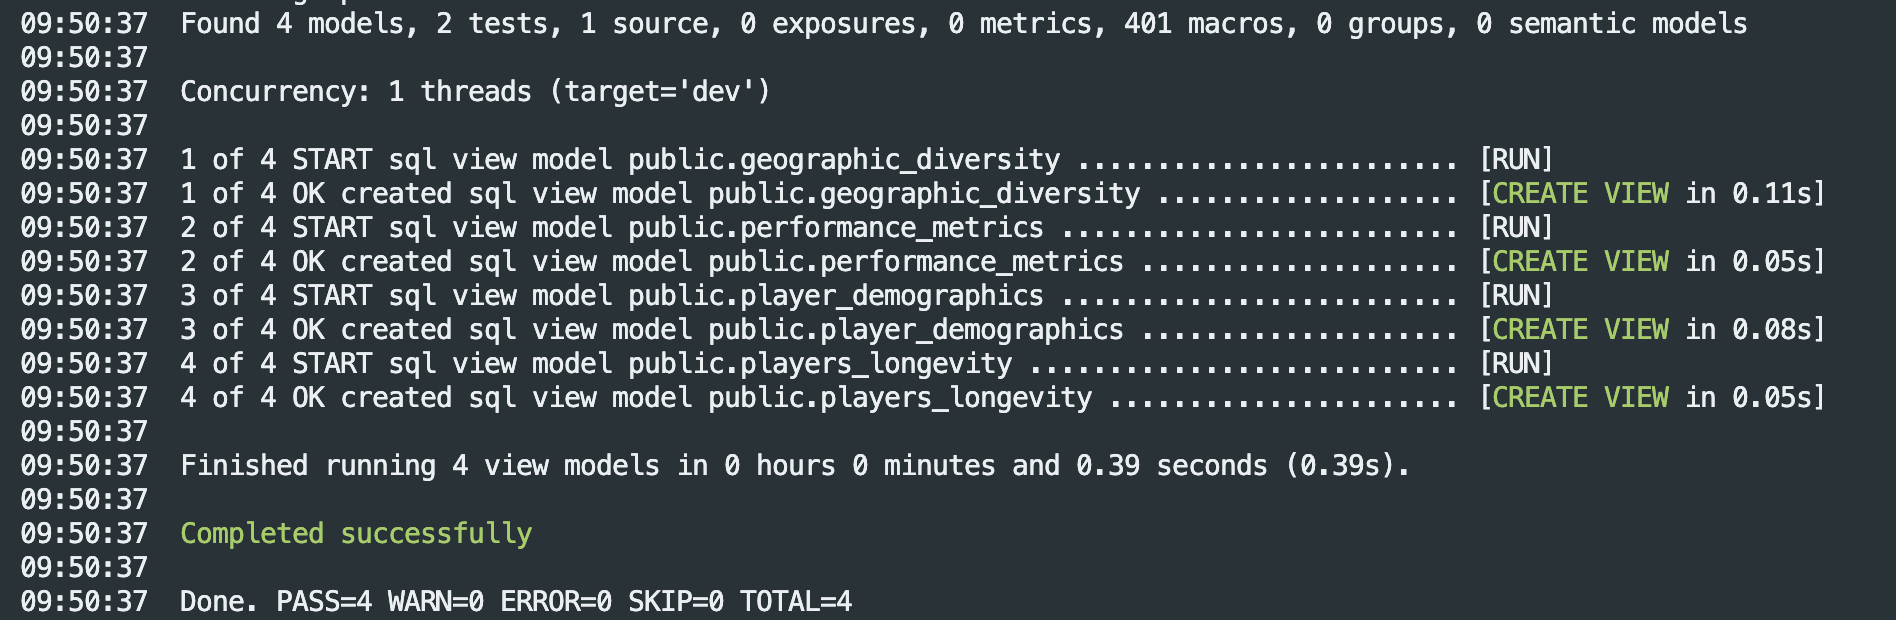 09:50:37  Found 4 models, 2 tests, 1 source, 0 exposures, 0 metrics, 401 macros, 0 groups, 0 semantic models
09:50:37
09:50:37  Concurrency: 1 threads (target='dev')
09:50:37
09:50:37  1 of 4 START sql view model public.geographic_diversity ........................ [RUN]
09:50:37  1 of 4 OK created sql view model public.geographic_diversity ................... [CREATE VIEW in 0.11s]
09:50:37  2 of 4 START sql view model public.performance_metrics ......................... [RUN]
09:50:37  2 of 4 OK created sql view model public.performance_metrics .................... [CREATE VIEW in 0.05s]
09:50:37  3 of 4 START sql view model public.player_demographics ......................... [RUN]
09:50:37  3 of 4 OK created sql view model public.player_demographics .................... [CREATE VIEW in 0.08s]
09:50:37  4 of 4 START sql view model public.players_longevity ........................... [RUN]
09:50:37  4 of 4 OK created sql view model public.players_longevity ...................... [CREATE VIEW in 0.05s]
09:50:37
09:50:37  Finished running 4 view models in 0 hours 0 minutes and 0.39 seconds (0.39s).
09:50:37
09:50:37  Completed successfully
09:50:37
09:50:37  Done. PASS=4 WARN=0 ERROR=0 SKIP=0 TOTAL=4